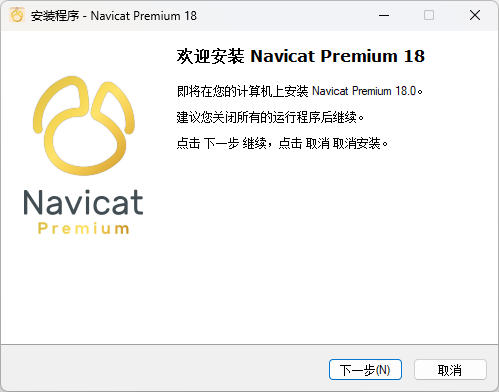 安装程序 - Navicat Premium 18
欢迎安装 Navicat Premium 18
即将在您的计算机上安装 Navicat Premium 18.0。
建议您关闭所有的运行程序后继续。
点击 下一步 继续，点击 取消 取消安装。
Navicat
Premium
下一步(N)
取消